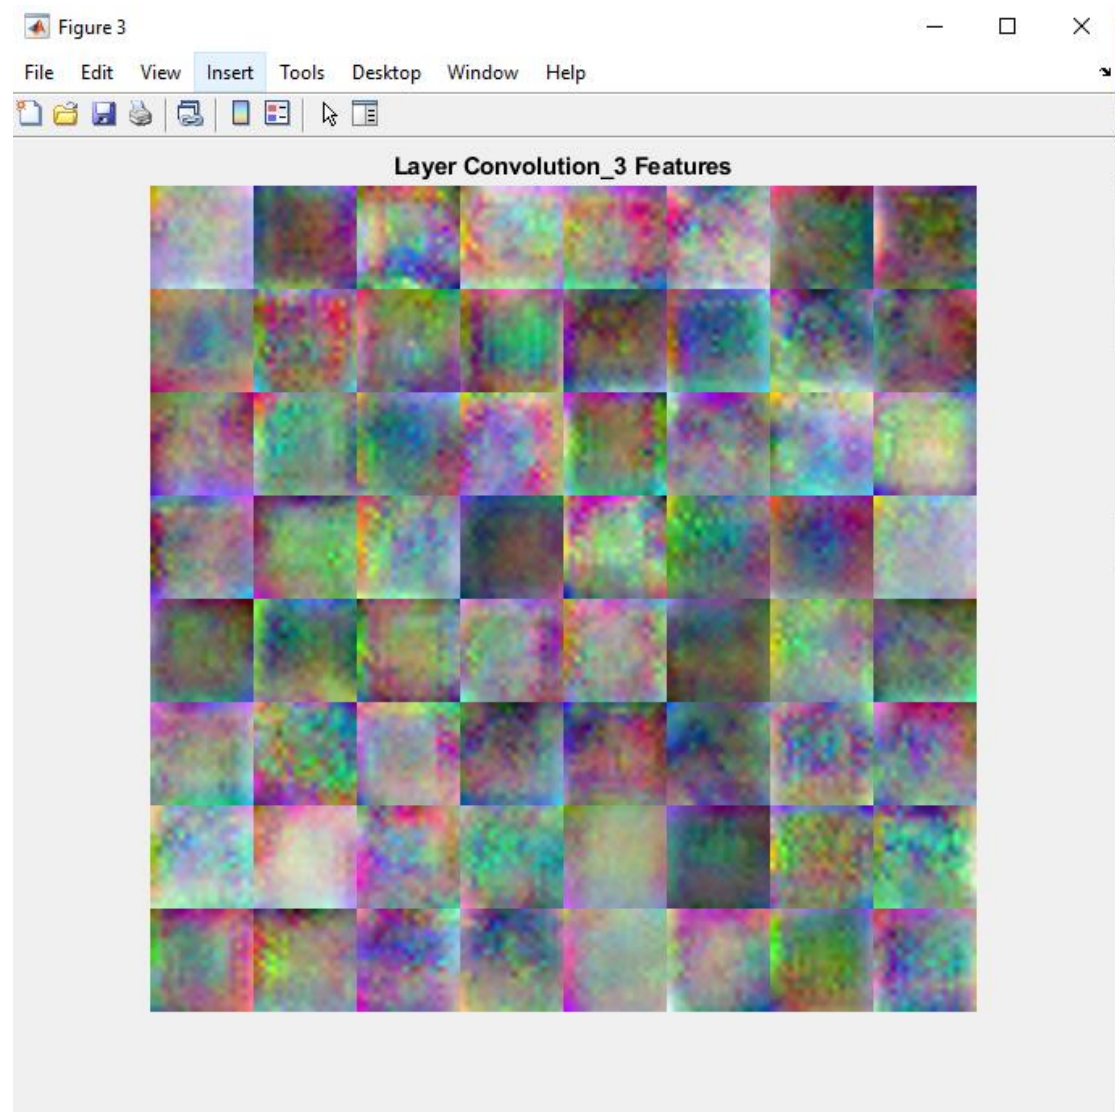 Figure 3
File Edit View Insert Tools Desktop Window Help
Layer Convolution_3 Features